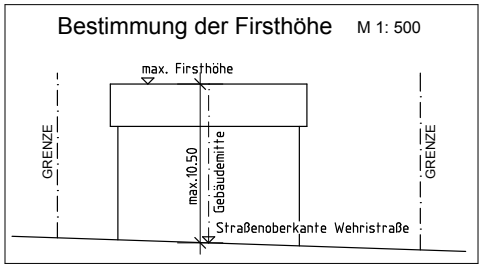 Bestimmung der Firsthöhe M 1: 500
max. Firsthöhe
GRENZE
max.10.50
Gebäudemitte
GRENZE
Straßenoberkante Wehristraße